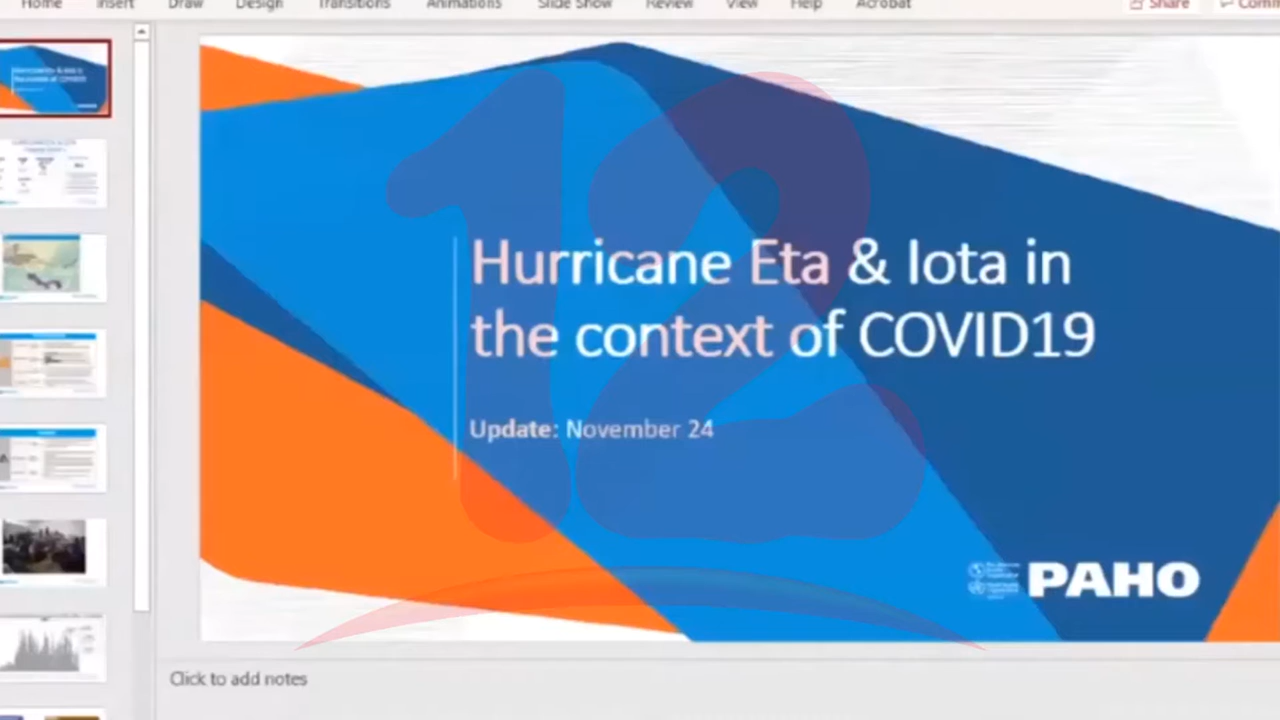 Home Insert Draw Design Transitions Animations Slide Show Review View Help Acrobat Share
12
Hurricane Eta & Iota in
the context of COVID19
Update: November 24
PAHO
Click to add notes